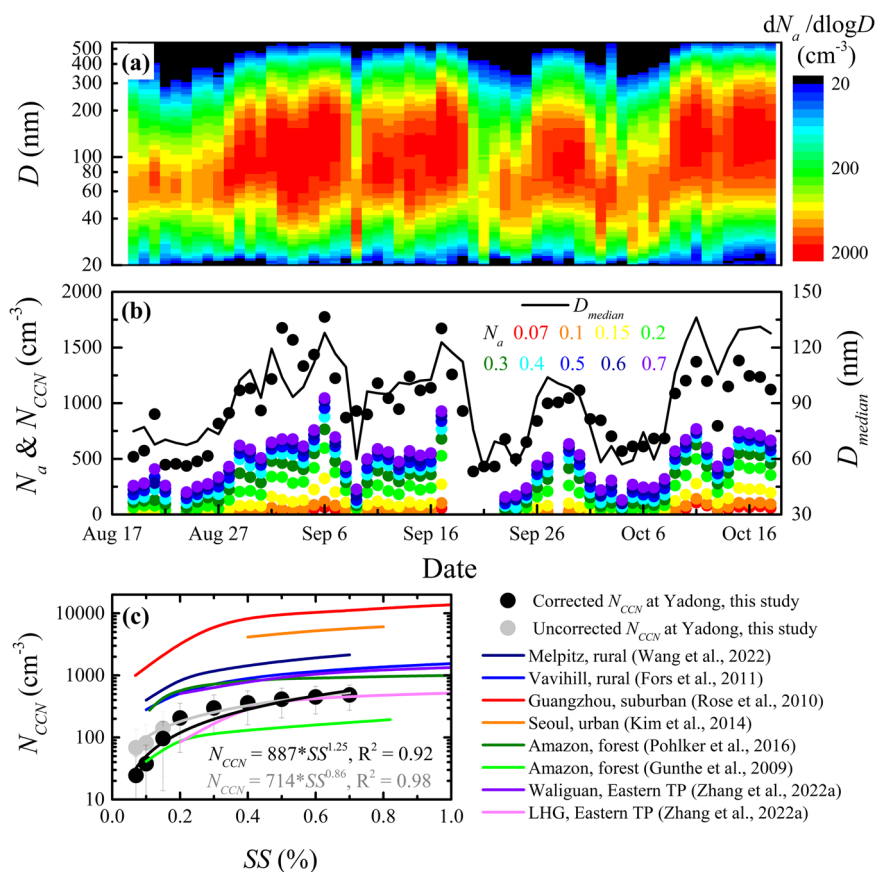 dNa/dlogD
(cm-3)
500
400
300
200
100
80
60
40
20
D (nm)
(a)
20
200
2000
2000
1500
1000
500
0
Na & NCCN (cm-3)
(b)
Dmedian
Na 0.07 0.1 0.15 0.2
0.3 0.4 0.5 0.6 0.7
150
120
90
60
30
Dmedian (nm)
Aug 17 Aug 27 Sep 6 Sep 16 Sep 26 Oct 6 Oct 16
Date
(c)
10000
1000
100
10
NCCN (cm-3)
NCCN = 887*SS1.25, R2 = 0.92
NCCN = 714*SS0.86, R2 = 0.98
0.0 0.2 0.4 0.6 0.8 1.0
SS (%)
Corrected NCCN at Yadong, this study
Uncorrected NCCN at Yadong, this study
Melpitz, rural (Wang et al., 2022)
Vavihill, rural (Fors et al., 2011)
Guangzhou, suburban (Rose et al., 2010)
Seoul, urban (Kim et al., 2014)
Amazon, forest (Pohlker et al., 2016)
Amazon, forest (Gunthe et al., 2009)
Waliguan, Eastern TP (Zhang et al., 2022a)
LHG, Eastern TP (Zhang et al., 2022a)